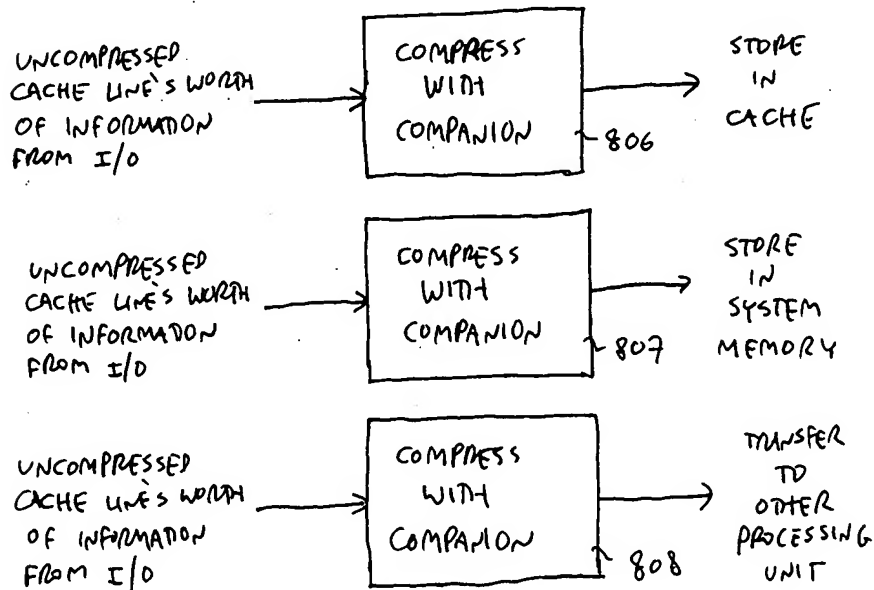 UNCOMPRESSED
CACHE LINE'S WORTH
OF INFORMATION
FROM I/O
COMPRESS
WITH
COMPANION
806
STORE
IN
CACHE
UNCOMPRESSED
CACHE LINE'S WORTH
OF INFORMATION
FROM I/O
COMPRESS
WITH
COMPANION
807
STORE
IN
SYSTEM
MEMORY
UNCOMPRESSED
CACHE LINE'S WORTH
OF INFORMATION
FROM I/O
COMPRESS
WITH
COMPANION
808
TRANSFER
TO
OTHER
PROCESSING
UNIT